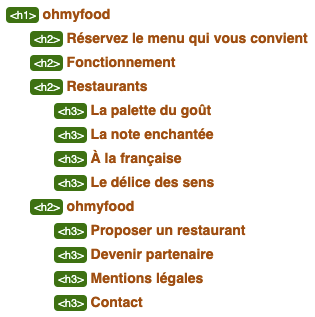 <h1> ohmyfood
<h2> Réservez le menu qui vous convient
<h2> Fonctionnement
<h2> Restaurants
<h3> La palette du goût
<h3> La note enchantée
<h3> À la française
<h3> Le délice des sens
<h2> ohmyfood
<h3> Proposer un restaurant
<h3> Devenir partenaire
<h3> Mentions légales
<h3> Contact